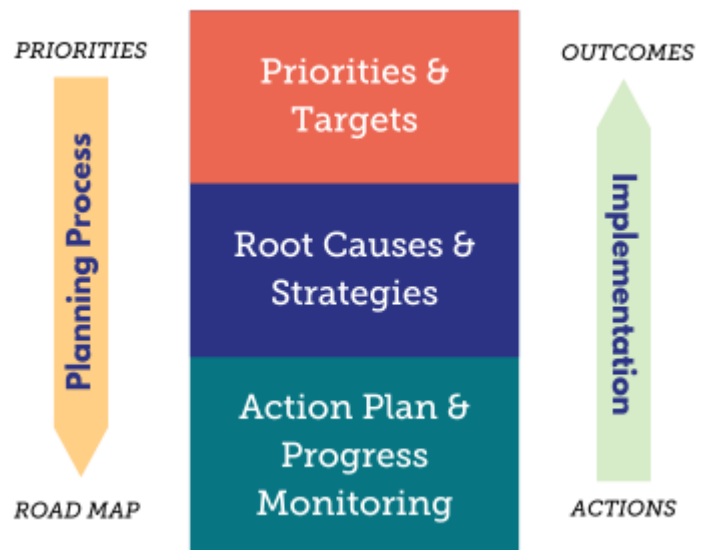 PRIORITIES
Planning Process
ROAD MAP
Priorities &
Targets
Root Causes &
Strategies
Action Plan &
Progress
Monitoring
OUTCOMES
Implementation
ACTIONS